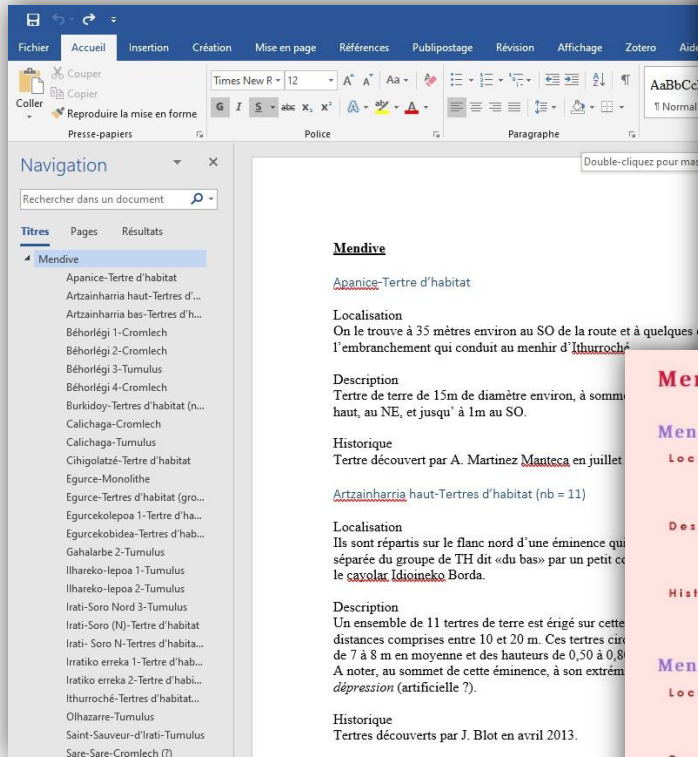 Fichier Accueil Insertion Création Mise en page Références Publipostage Révision Affichage Zotero Aide
Coller
Couper
Copier
Reproduire la mise en forme
Presse-papiers
Times New R 12
Aa
G I S abc x₂ x²
Police
Paragraphe
AaBbCc
¶ Normal
Double-cliquez pour mas
Navigation
Rechercher dans un document
Titres Pages Résultats
Mendive
Apanice-Tertre d'habitat
Artzainharria haut-Tertres d'...
Artzainharria bas-Tertres d'h...
Béhorlégi 1-Cromlech
Béhorlégi 2-Cromlech
Béhorlégi 3-Tumulus
Béhorlégi 4-Cromlech
Burkidoy-Tertres d'habitat (n...
Calichaga-Cromlech
Calichaga-Tumulus
Cihigolatzé-Tertre d'habitat
Egurce-Monolithe
Egurce-Tertres d'habitat (gro...
Egurcekolepoa 1-Tertre d'ha...
Egurcekobidea-Tertres d'hab...
Gahalarbe 2-Tumulus
Ilhareko-lepoa 1-Tumulus
Ilhareko-lepoa 2-Tumulus
Irati-Soro Nord 3-Tumulus
Irati-Soro (N)-Tertre d'habitat
Irati- Soro N-Tertres d'habita...
Irratiko erreka 1-Tertre d'hab...
Iratiko erreka 2-Tertre d'habi...
Ithurroché-Tertres d'habitat...
Olhazarre-Tumulus
Saint-Sauveur-d'Irati-Tumulus
Sare-Sare-Cromlech (?)
Mendive
Apanice-Tertre d'habitat
Localisation
On le trouve à 35 mètres environ au SO de la route et à quelques
l'embranchement qui conduit au menhir d'Ithurroché
Description
Tertre de terre de 15m de diamètre environ, à somm
haut, au NE, et jusqu' à 1m au SO.
Historique
Tertre découvert par A. Martinez Manteca en juillet
Artzainharria haut-Tertres d'habitat (nb = 11)
Localisation
Ils sont répartis sur le flanc nord d'une éminence qui
séparée du groupe de TH dit «du bas» par un petit co
le cayolar Idioineko Borda.
Description
Un ensemble de 11 tertres de terre est érigé sur cette
distances comprises entre 10 et 20 m. Ces tertres circ
de 7 à 8 m en moyenne et des hauteurs de 0,50 à 0,8
A noter, au sommet de cette éminence, à son extrém
dépression (artificielle ?).
Historique
Tertres découverts par J. Blot en avril 2013.
Men
Men
Loc
Des
Hist
Men
Loc